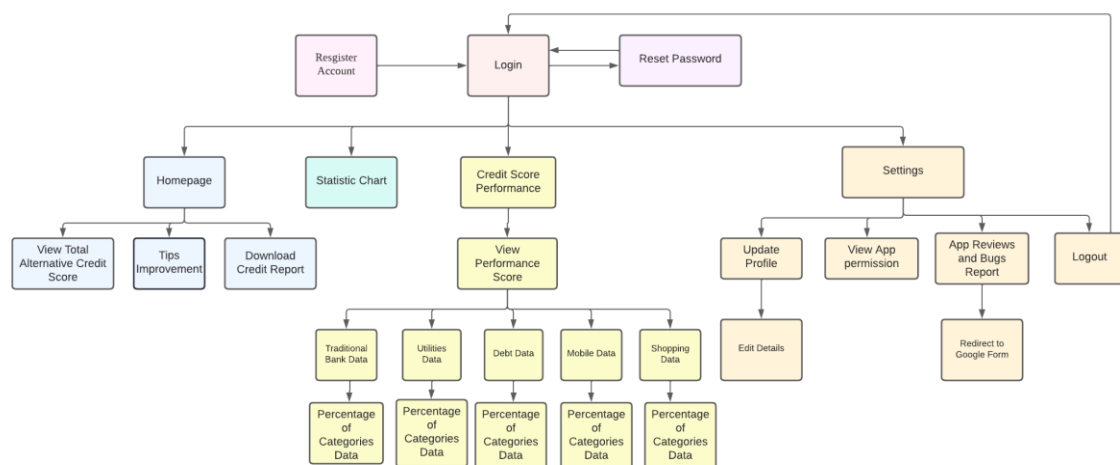 Resgister
Account
Login
Reset Password
Homepage
Statistic Chart
Credit Score
Performance
Settings
View Total
Alternative Credit
Score
Tips
Improvement
Download
Credit Report
View
Performance
Score
Update
Profile
View App
permission
App Reviews
and Bugs
Report
Logout
Traditional
Bank Data
Utilities
Data
Debt Data
Mobile Data
Shopping
Data
Edit Details
Redirect to
Google Form
Percentage
of
Categories
Data
Percentage
of
Categories
Data
Percentage
of
Categories
Data
Percentage
of
Categories
Data
Percentage
of
Categories
Data